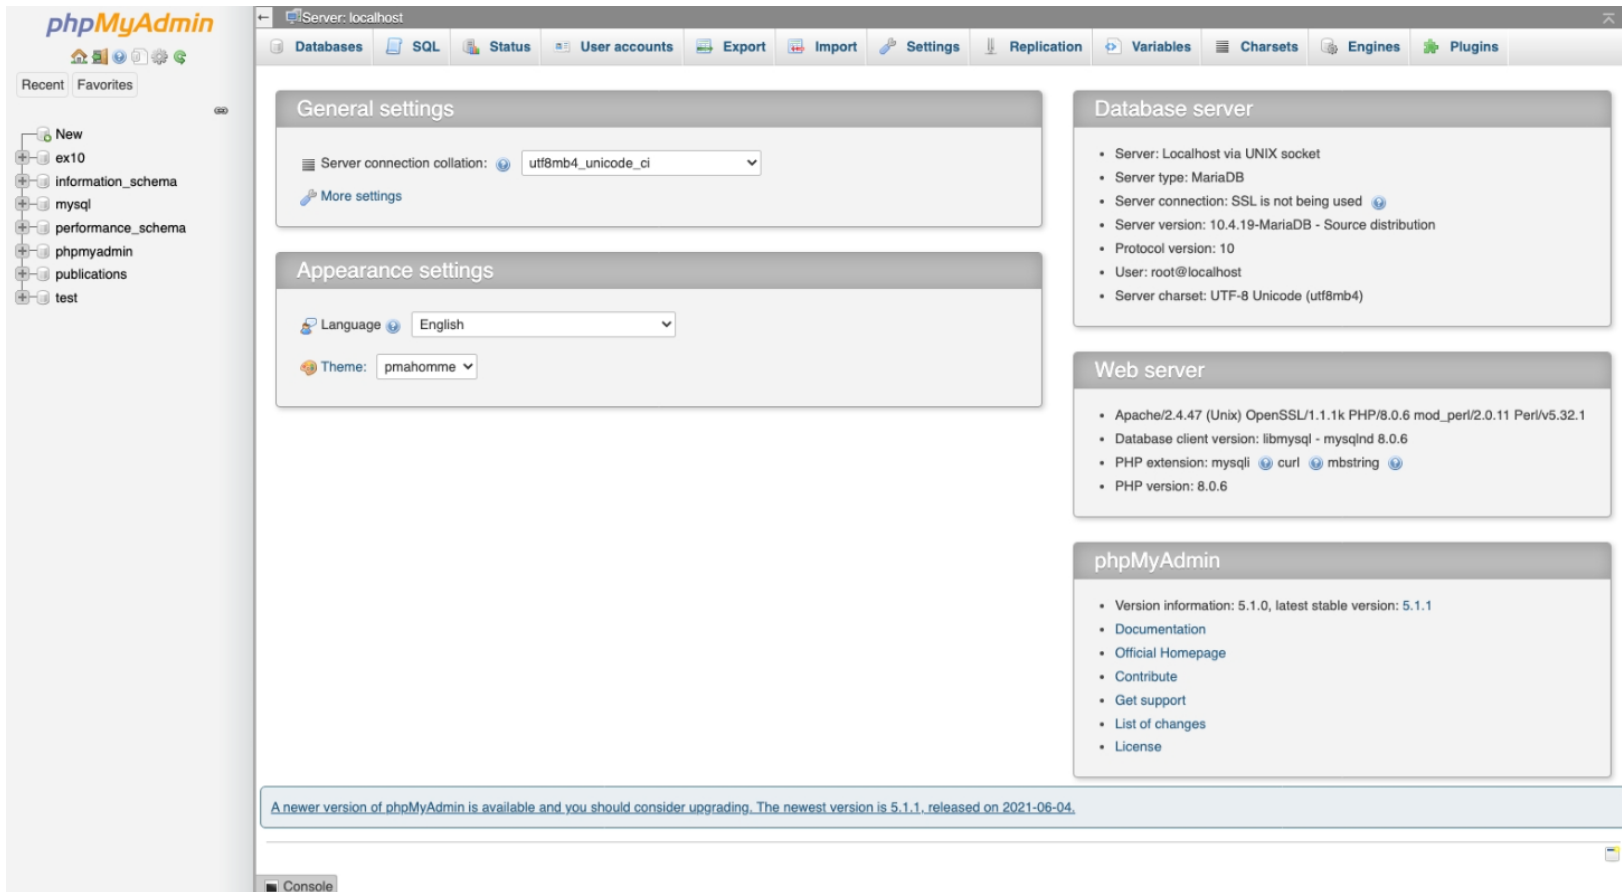 phpMyAdmin
Recent Favorites
New
ex10
information_schema
mysql
performance_schema
phpmyadmin
publications
test
Server: localhost
Databases SQL Status User accounts Export Import Settings Replication Variables Charsets Engines Plugins
General settings
Server connection collation: utf8mb4_unicode_ci
More settings
Appearance settings
Language English
Theme: pmahomme
Database server
• Server: Localhost via UNIX socket
• Server type: MariaDB
• Server connection: SSL is not being used
• Server version: 10.4.19-MariaDB - Source distribution
• Protocol version: 10
• User: root@localhost
• Server charset: UTF-8 Unicode (utf8mb4)
Web server
• Apache/2.4.47 (Unix) OpenSSL/1.1.1k PHP/8.0.6 mod_perl/2.0.11 Perl/v5.32.1
• Database client version: libmysql - mysqlnd 8.0.6
• PHP extension: mysqli curl mbstring
• PHP version: 8.0.6
phpMyAdmin
• Version information: 5.1.0, latest stable version: 5.1.1
• Documentation
• Official Homepage
• Contribute
• Get support
• List of changes
• License
A newer version of phpMyAdmin is available and you should consider upgrading. The newest version is 5.1.1, released on 2021-06-04.
Console